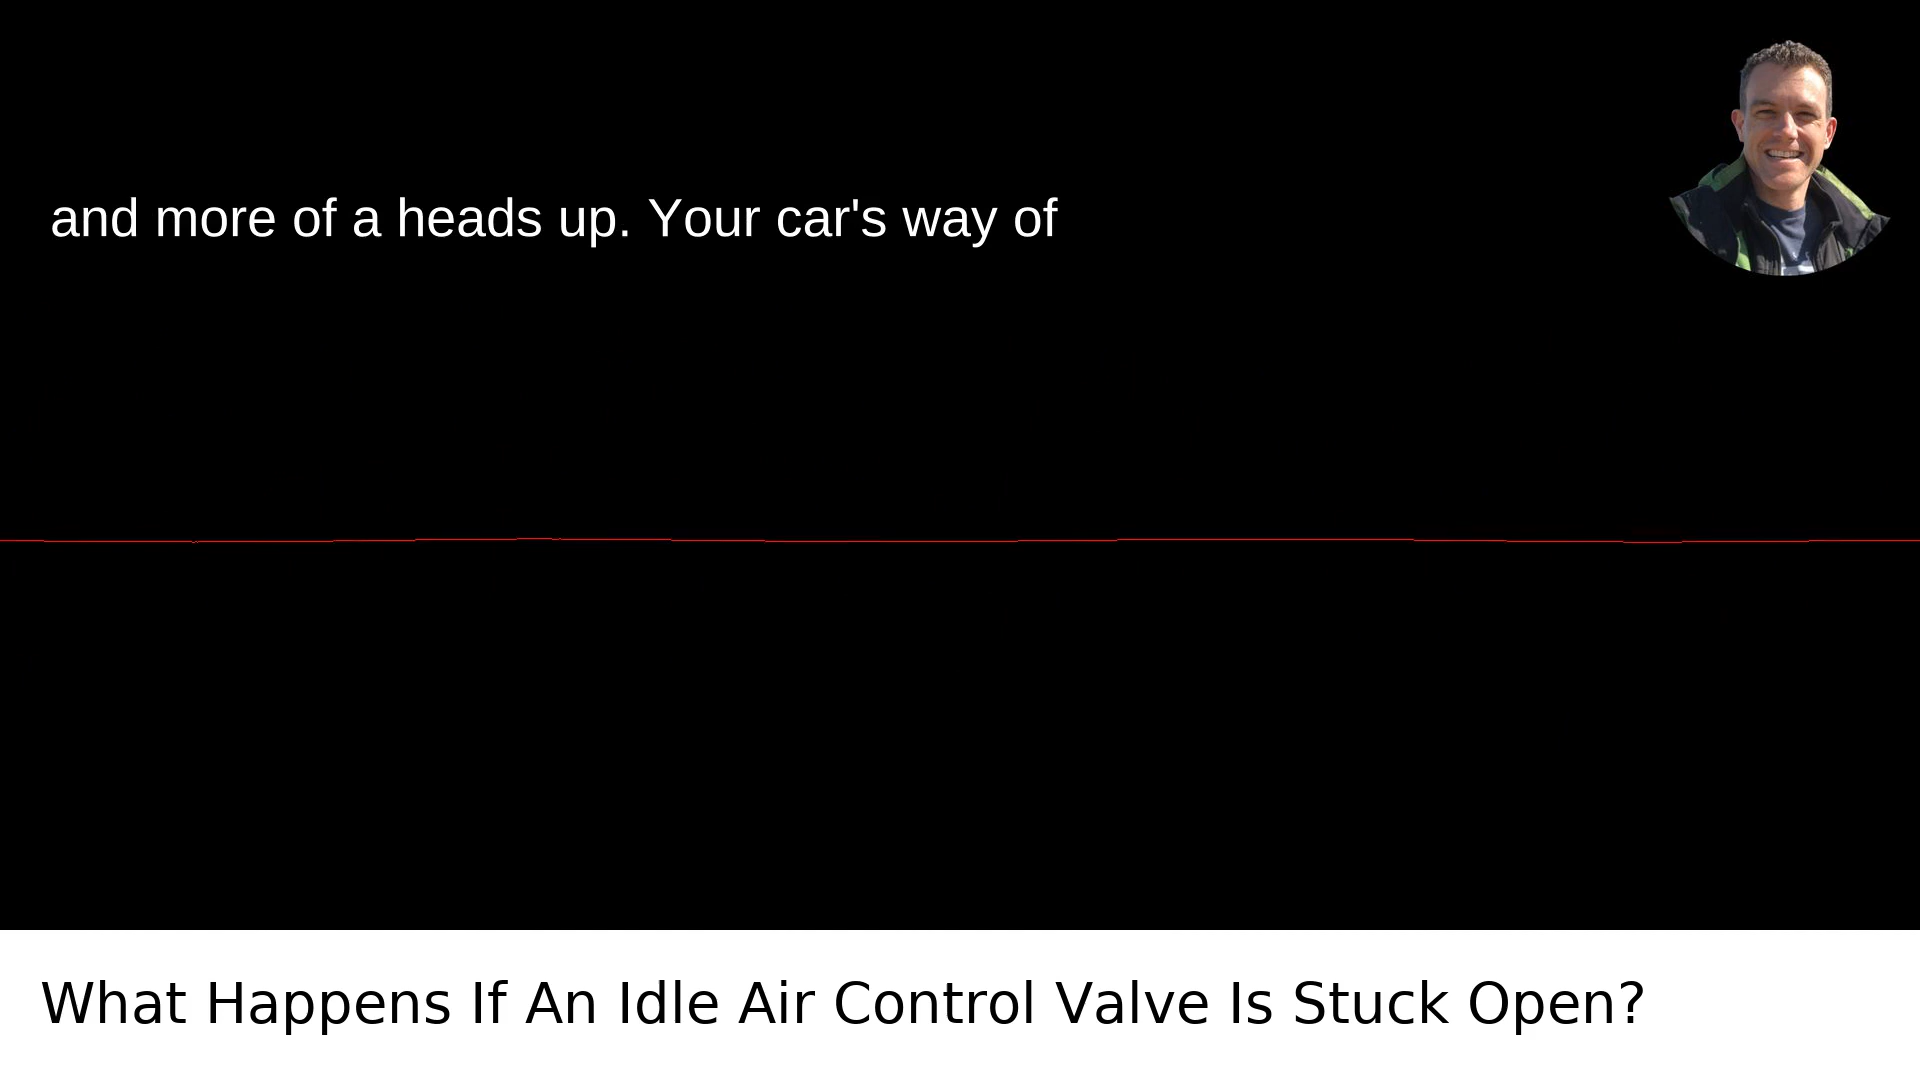 and more of a heads up. Your car's way of
What Happens If An Idle Air Control Valve Is Stuck Open?